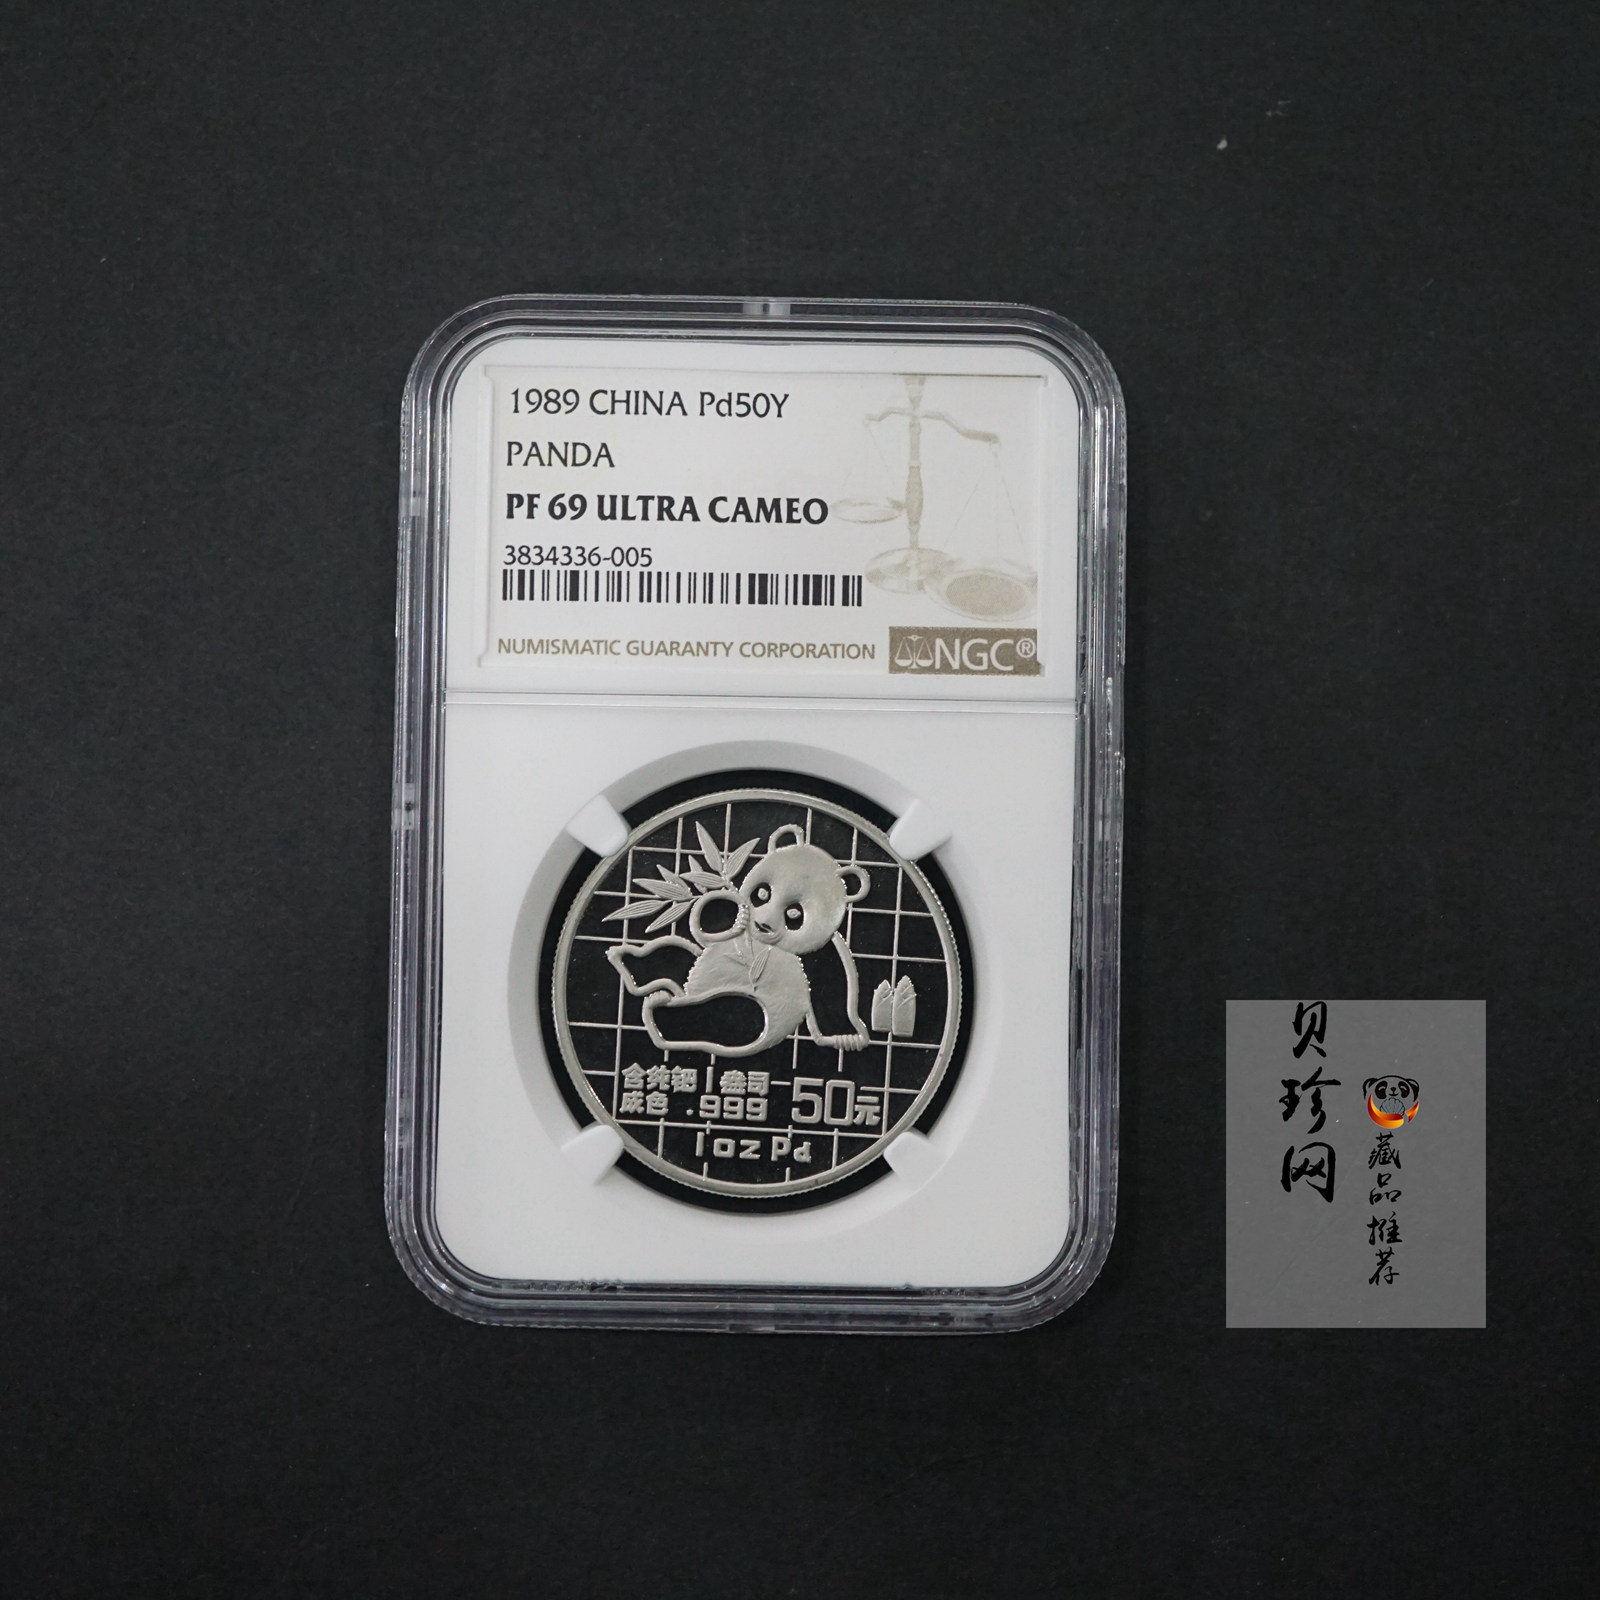 1989 CHINA Pd50Y
PANDA
PF 69 ULTRA CAMEO
3834336-005
NUMISMATIC GUARANTY CORPORATION
NGC®
含纯钯1盎司
成色 .999
50元
1oz Pd
贝珍网
藏品推荐